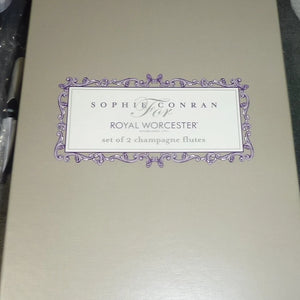 SOPHIE CONRAN
For
ROYAL WORCESTER
set of 2 champagne flutes